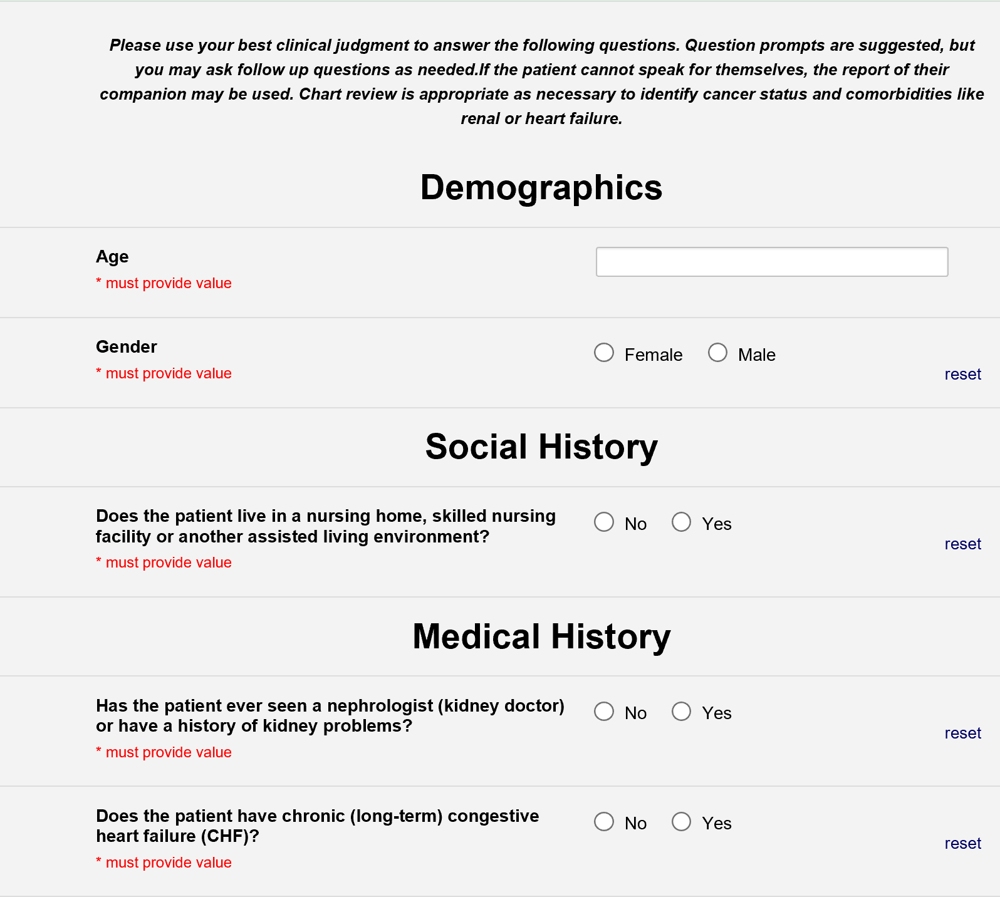 Please use your best clinical judgment to answer the following questions. Question prompts are suggested, but
you may ask follow up questions as needed.If the patient cannot speak for themselves, the report of their
companion may be used. Chart review is appropriate as necessary to identify cancer status and comorbidities like
renal or heart failure.
Demographics
Age
* must provide value
Gender
Female Male
* must provide value
reset
Social History
Does the patient live in a nursing home, skilled nursing
facility or another assisted living environment?
No Yes
* must provide value
reset
Medical History
Has the patient ever seen a nephrologist (kidney doctor)
or have a history of kidney problems?
No Yes
* must provide value
reset
Does the patient have chronic (long-term) congestive
heart failure (CHF)?
No Yes
* must provide value
reset